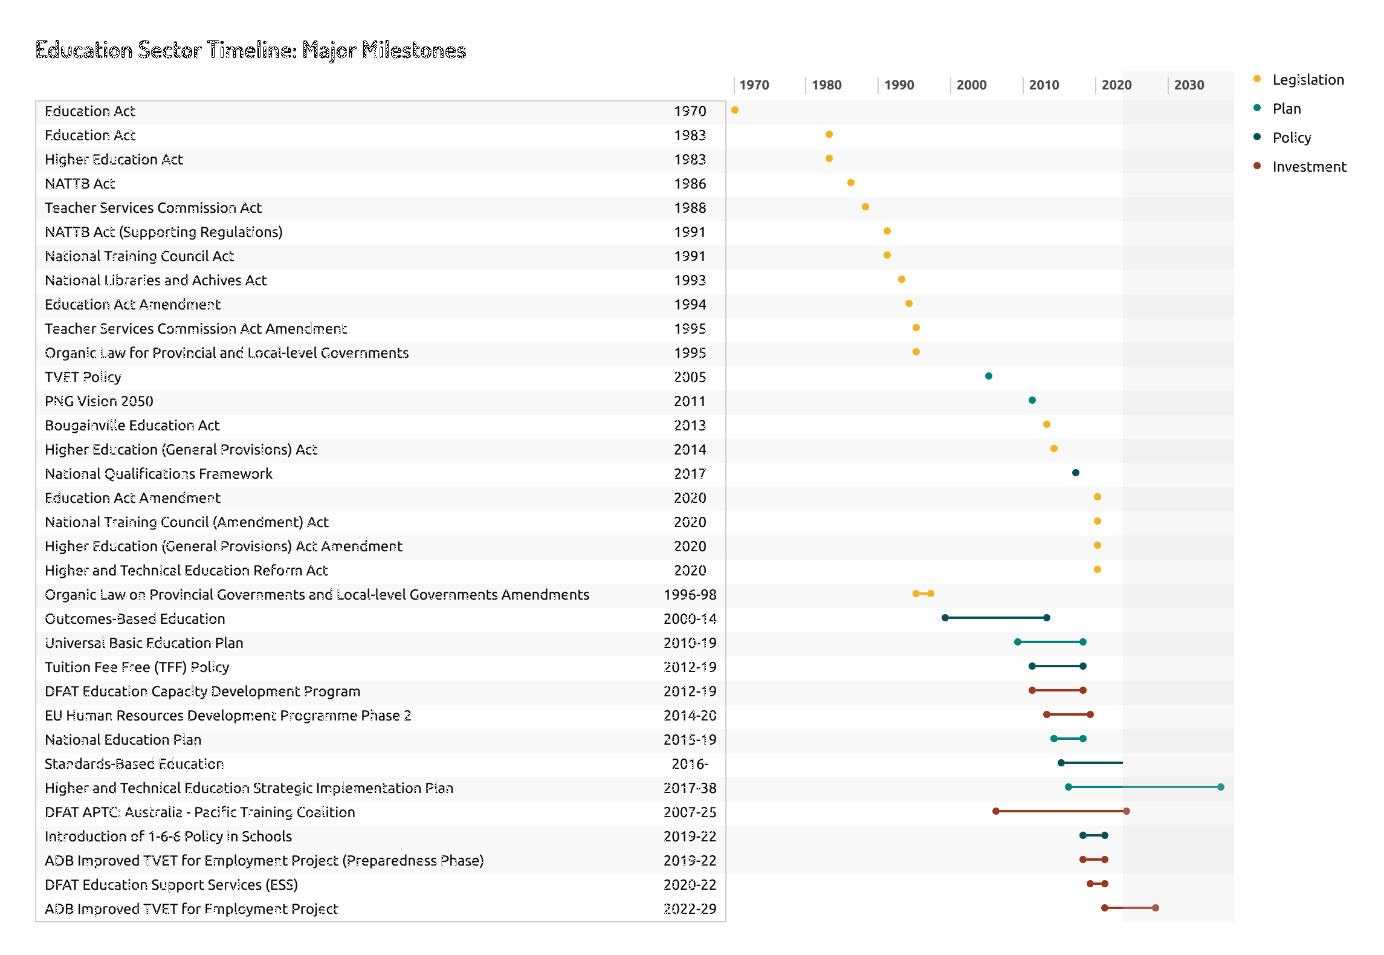 Education Sector Timeline: Major Milestones
1970 1980 1990 2000 2010 2020 2030
Legislation
Plan
Policy
Investment
Education Act 1970
Education Act 1983
Higher Education Act 1983
NATTB Act 1986
Teacher Services Commission Act 1988
NATTB Act (Supporting Regulations) 1991
National Training Council Act 1991
National Libraries and Achives Act 1993
Education Act Amendment 1994
Teacher Services Commission Act Amendment 1995
Organic Law for Provincial and Local-level Governments 1995
TVET Policy 2005
PNG Vision 2050 2011
Bougainville Education Act 2013
Higher Education (General Provisions) Act 2014
National Qualifications Framework 2017
Education Act Amendment 2020
National Training Council (Amendment) Act 2020
Higher Education (General Provisions) Act Amendment 2020
Higher and Technical Education Reform Act 2020
Organic Law on Provincial Governments and Local-level Governments Amendments 1996-98
Outcomes-Based Education 2000-14
Universal Basic Education Plan 2010-19
Tuition Fee Free (TFF) Policy 2012-19
DFAT Education Capacity Development Program 2012-19
EU Human Resources Development Programme Phase 2 2014-20
National Education Plan 2015-19
Standards-Based Education 2016-
Higher and Technical Education Strategic Implementation Plan 2017-38
DFAT APTC: Australia - Pacific Training Coalition 2007-25
Introduction of 1-6-6 Policy in Schools 2019-22
ADB Improved TVET for Employment Project (Preparedness Phase) 2019-22
DFAT Education Support Services (ESS) 2020-22
ADB Improved TVET for Employment Project 2022-29